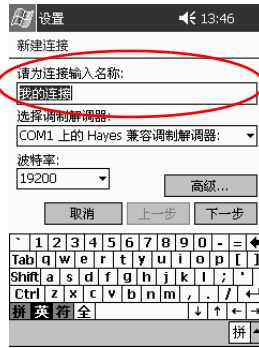 设置 13:46
新建连接
请为连接输入名称:
我的连接
选择调制解调器:
COM1 上的 Hayes 兼容调制解调器:
波特率:
19200
高级...
取消 上一步 下一步
` 1 2 3 4 5 6 7 8 9 0 - =
Tab q w e r t y u i o p [ ]
Shift a s d f g h j k l ; '
Ctrl z x c v b n m , . /
拼 英 符 全 ↓ ↑ ← →
拼